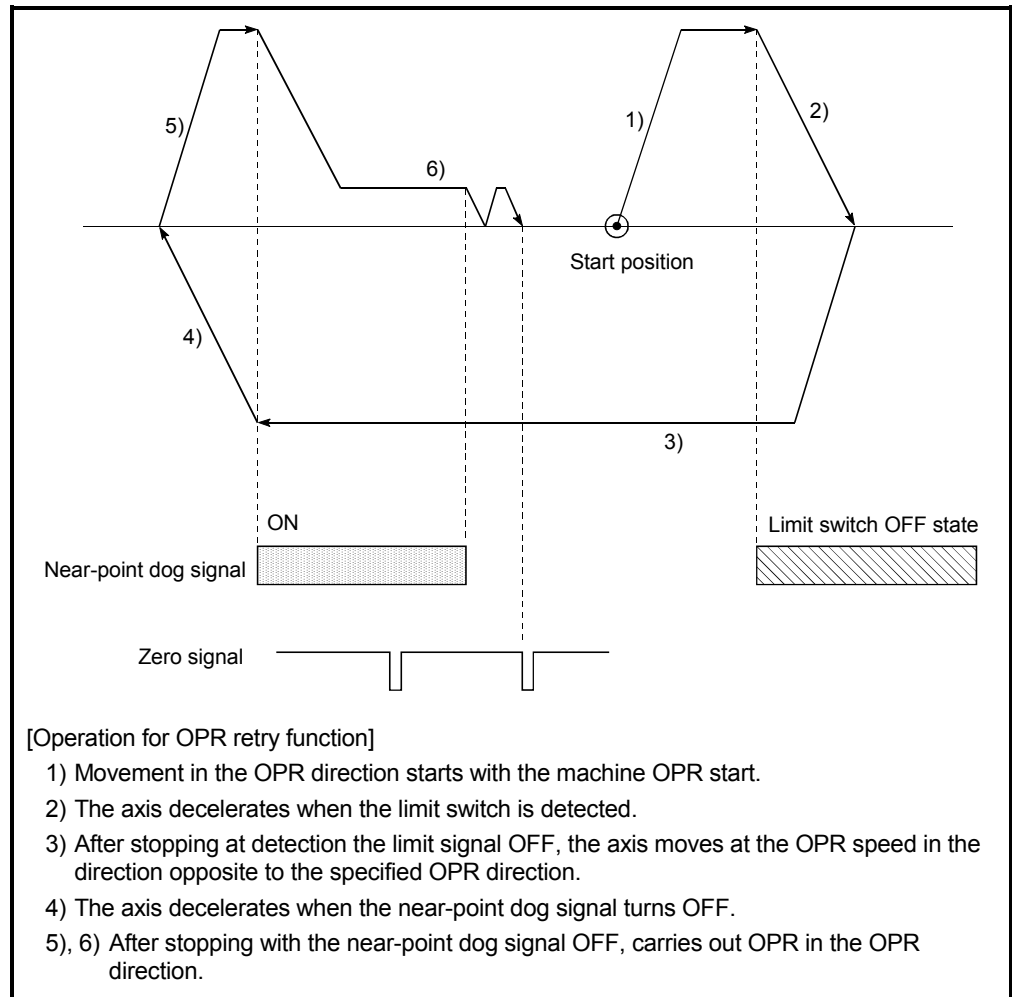 5)
6)
1)
2)
Start position
4)
3)
ON
Limit switch OFF state
Near-point dog signal
Zero signal
[Operation for OPR retry function]
1) Movement in the OPR direction starts with the machine OPR start.
2) The axis decelerates when the limit switch is detected.
3) After stopping at detection the limit signal OFF, the axis moves at the OPR speed in the
direction opposite to the specified OPR direction.
4) The axis decelerates when the near-point dog signal turns OFF.
5), 6) After stopping with the near-point dog signal OFF, carries out OPR in the OPR
direction.